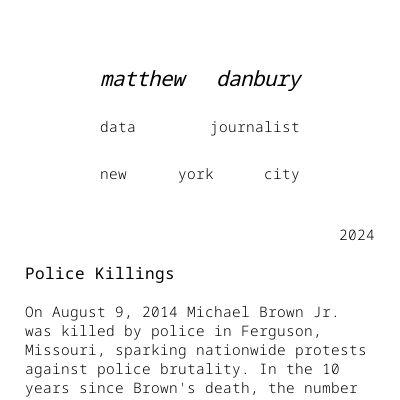 matthew danbury
data journalist
new york city
2024
Police Killings
On August 9, 2014 Michael Brown Jr.
was killed by police in Ferguson,
Missouri, sparking nationwide protests
against police brutality. In the 10
years since Brown's death, the number